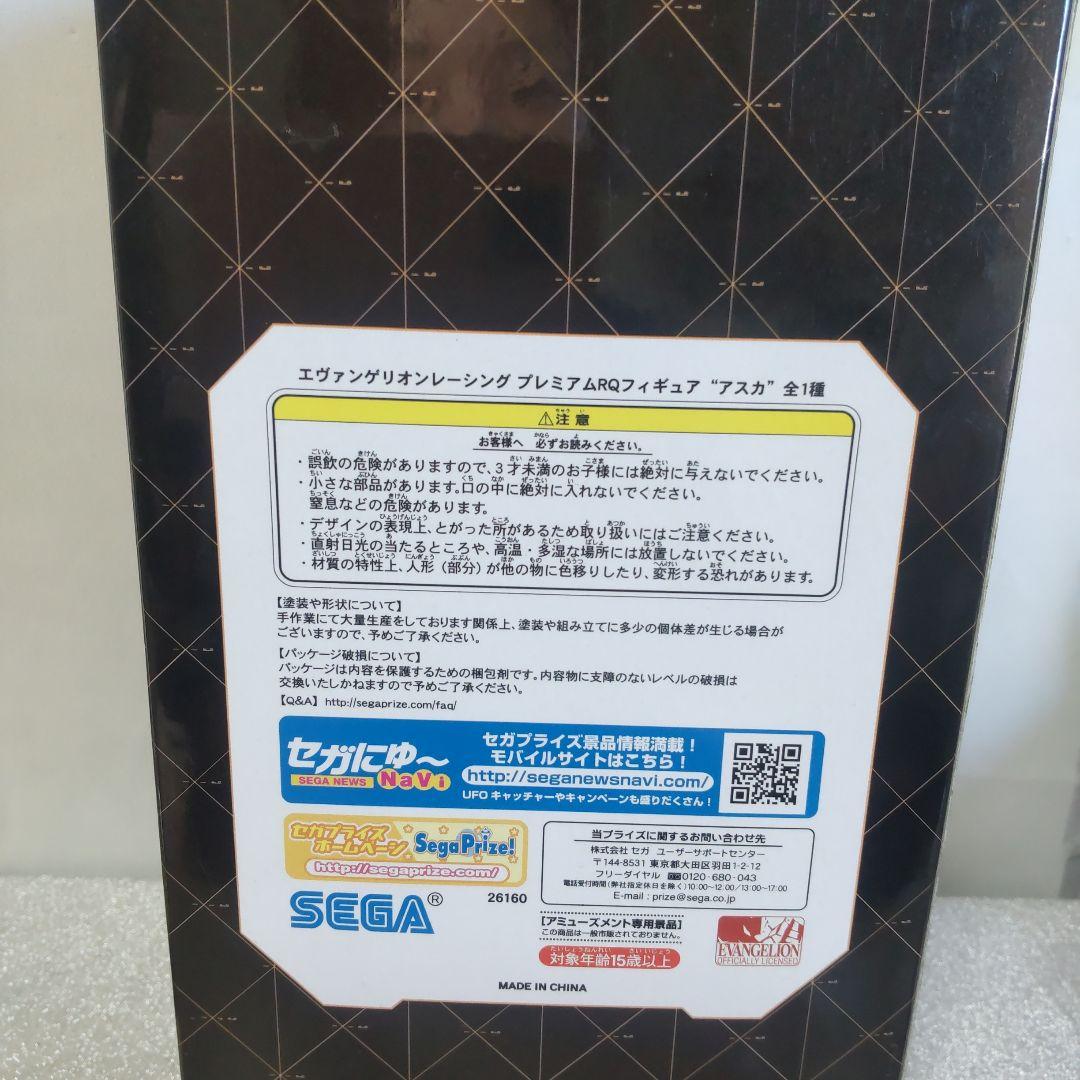 エヴァンゲリオンレーシング プレミアムRQフィギュア “アスカ” 全1種
⚠注意
お客様へ 必ずお読みください。
・誤飲の危険がありますので、3才未満のお子様には絶対に与えないでください。
・小さな部品があります。口の中に絶対に入れないでください。
窒息などの危険があります。
・デザインの表現上、とがった所があるため取り扱いにはご注意ください。
・直射日光の当たるところや、高温・多湿な場所には放置しないでください。
・材質の特性上、人形(部分)が他の物に色移りしたり、変形する恐れがあります。
【塗装や形状について】
手作業にて大量生産をしております関係上、塗装や組み立てに多少の個体差が生じる場合が
ございますので、予めご了承ください。
【パッケージ破損について】
パッケージは内容を保護するための梱包剤です。内容物に支障のないレベルの破損は
交換いたしかねますので予めご了承ください。
【Q&A】http://segaprize.com/faq/
セガにゅ〜
SEGA NEWS NaVi
セガプライズ景品情報満載!
モバイルサイトはこちら!
http://seganewsnavi.com/
UFOキャッチャーやキャンペーンも盛りだくさん!
セガプライズ
ホームページ SegaPrize!
http://segaprize.com/
SEGA®
26160
当プライズに関するお問い合わせ先
株式会社 セガ ユーザーサポートセンター
〒144-8531 東京都大田区羽田1-2-12
フリーダイヤル 0120-680-043
電話受付時間(弊社指定休日を除く)10:00〜12:00/13:00〜17:00
E-mail : prize@sega.co.jp
【アミューズメント専用景品】
この商品は一般市販されておりません。
対象年齢15歳以上
EVANGELION
OFFICIALLY LICENSED
MADE IN CHINA